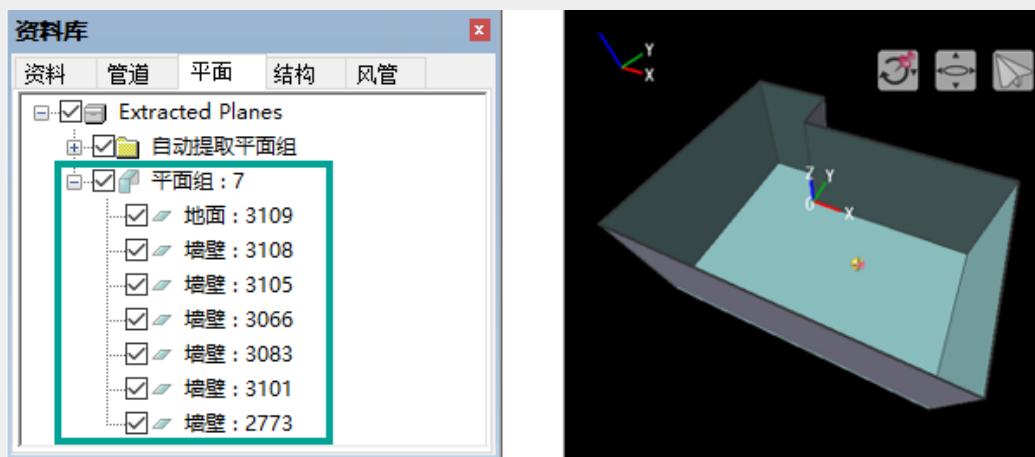 资料库
资料 管道 平面 结构 风管
Extracted Planes
自动提取平面组
平面组 : 7
地面 : 3109
墙壁 : 3108
墙壁 : 3105
墙壁 : 3066
墙壁 : 3083
墙壁 : 3101
墙壁 : 2773
Y
X
Z Y
0 X